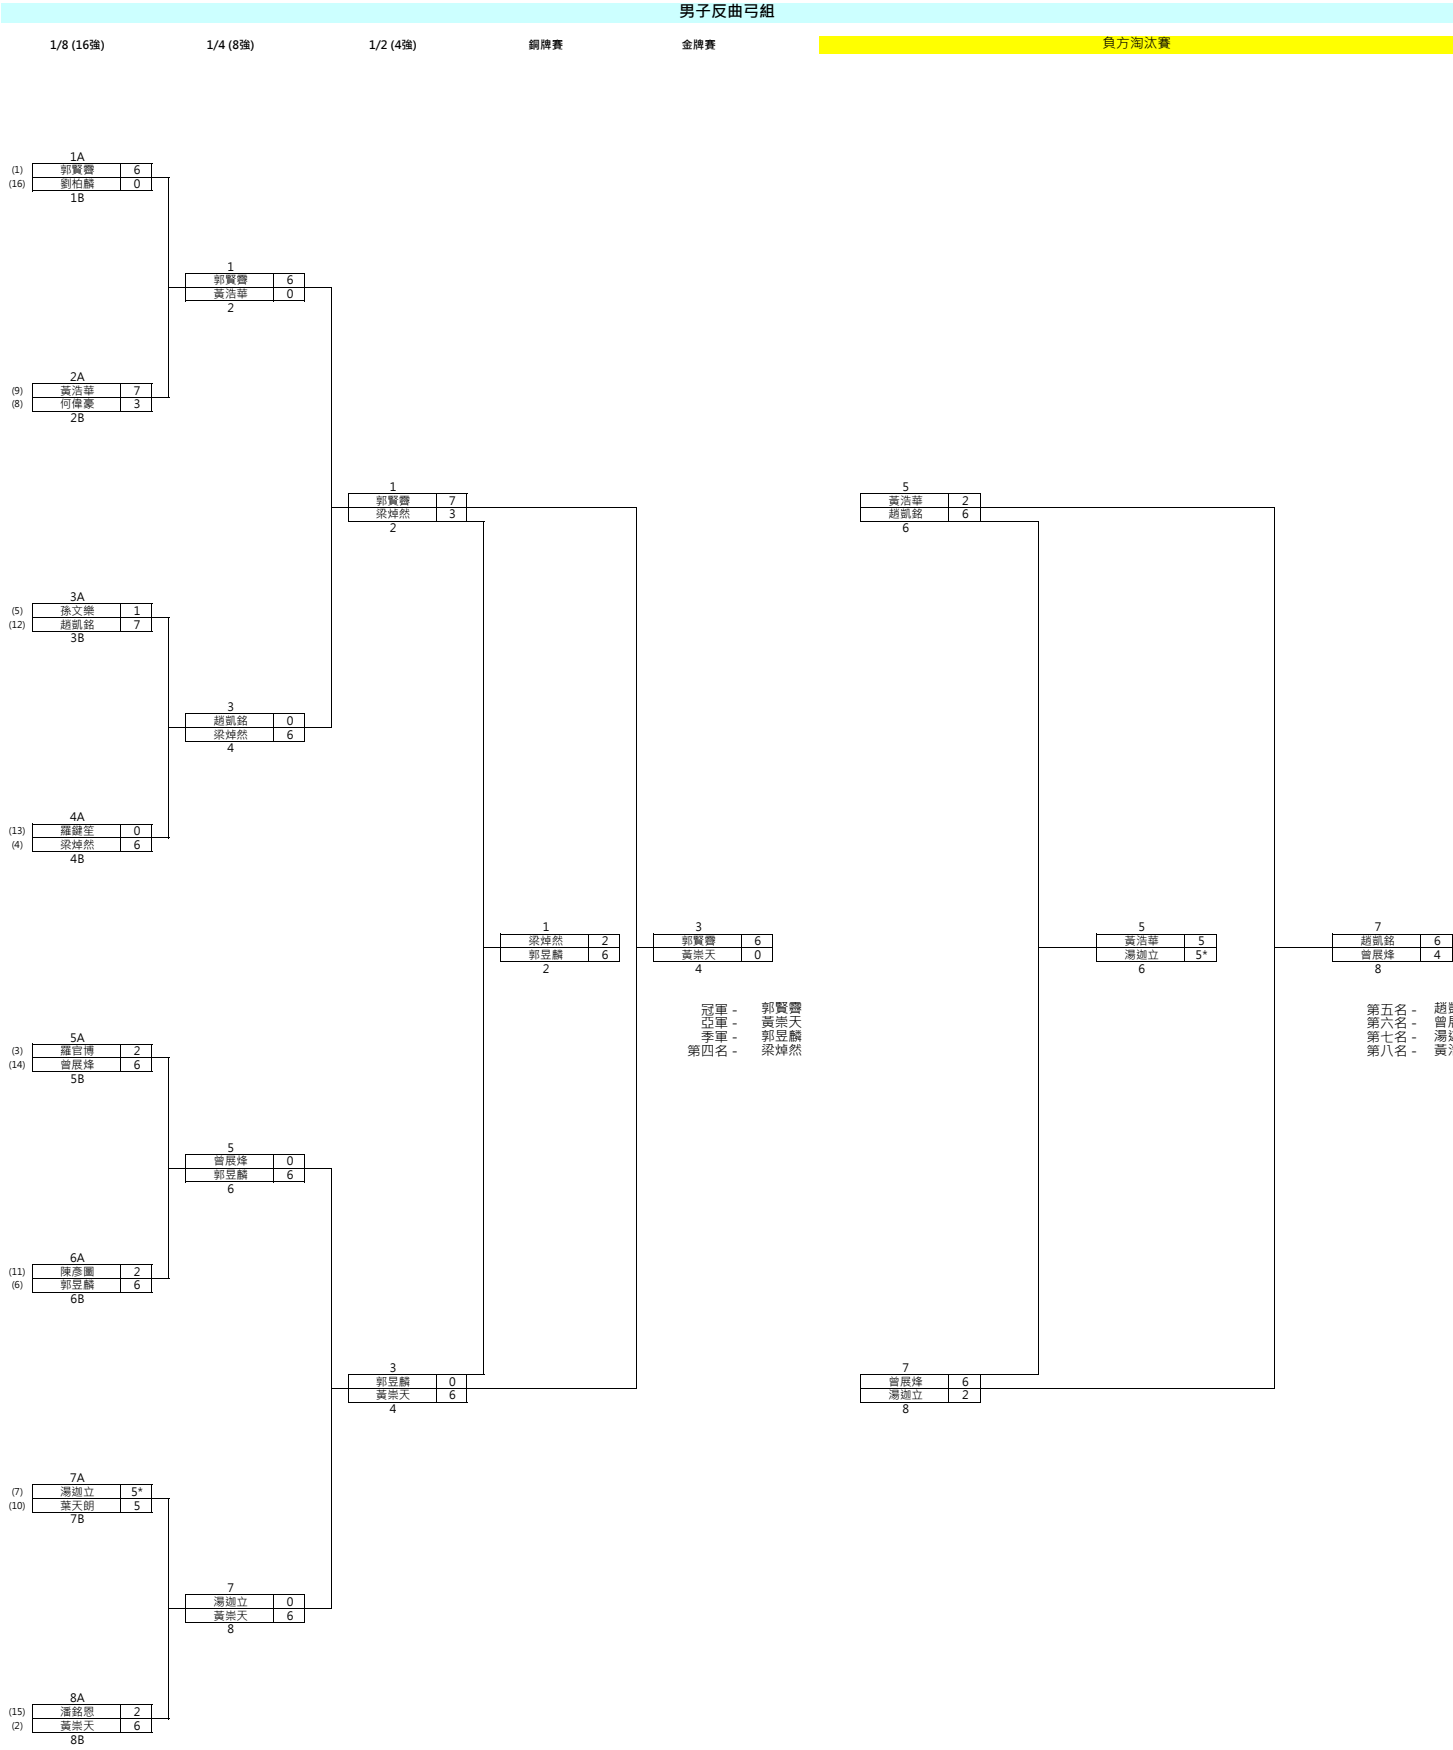 男子反曲弓組
1/8 (16強) 1/4 (8強) 1/2 (4強) 銅牌賽 金牌賽 負方淘汰賽
1A
(1) 郭賢霽 6
(16) 劉柏麟 0
1B
1
郭賢霽 6
黃浩華 0
2
2A
(9) 黃浩華 7
(8) 何偉豪 3
2B
1 5
郭賢霽 7 黃浩華 2
梁焯然 3 趙凱銘 6
2 6
3A
(5) 孫文樂 1
(12) 趙凱銘 7
3B
3
趙凱銘 0
梁焯然 6
4
4A
(13) 羅鍵笙 0
(4) 梁焯然 6
4B
1 3 5 7
梁焯然 2 郭賢霽 6 黃浩華 5 趙凱銘 6
郭昱麟 6 黃崇天 0 湯迦立 5* 曾展烽 4
2 4 6 8
冠軍 - 郭賢霽 第五名 - 趙
亞軍 - 黃崇天 第六名 - 曾
季軍 - 郭昱麟 第七名 - 湯
第四名 - 梁焯然 第八名 - 黃
5A
(3) 羅官博 2
(14) 曾展烽 6
5B
5
曾展烽 0
郭昱麟 6
6
6A
(11) 陳彥圖 2
(6) 郭昱麟 6
6B
3 7
郭昱麟 0 曾展烽 6
黃崇天 6 湯迦立 2
4 8
7A
(7) 湯迦立 5*
(10) 葉天朗 5
7B
7
湯迦立 0
黃崇天 6
8
8A
(15) 潘銘恩 2
(2) 黃崇天 6
8B